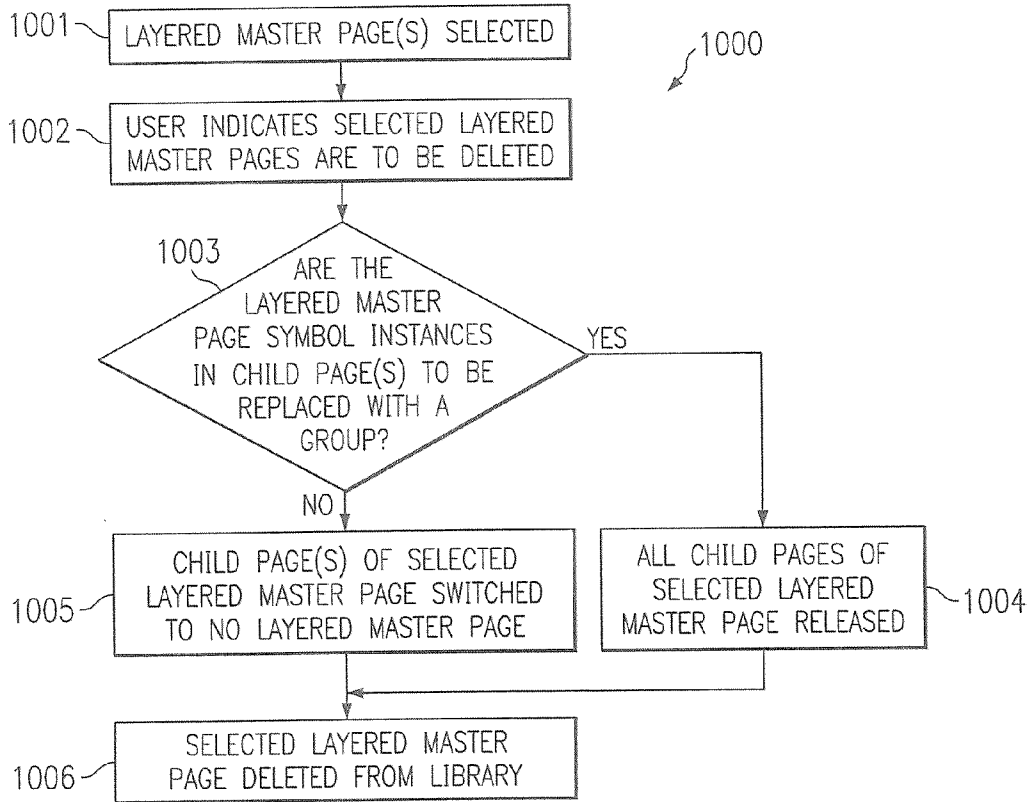 1001
LAYERED MASTER PAGE(S) SELECTED
1000
1002
USER INDICATES SELECTED LAYERED
MASTER PAGES ARE TO BE DELETED
1003
ARE THE
LAYERED MASTER
PAGE SYMBOL INSTANCES
IN CHILD PAGE(S) TO BE
REPLACED WITH A
GROUP?
YES
NO
CHILD PAGE(S) OF SELECTED
LAYERED MASTER PAGE SWITCHED
TO NO LAYERED MASTER PAGE
1005
ALL CHILD PAGES OF
SELECTED LAYERED
MASTER PAGE RELEASED
1004
SELECTED LAYERED MASTER
PAGE DELETED FROM LIBRARY
1006